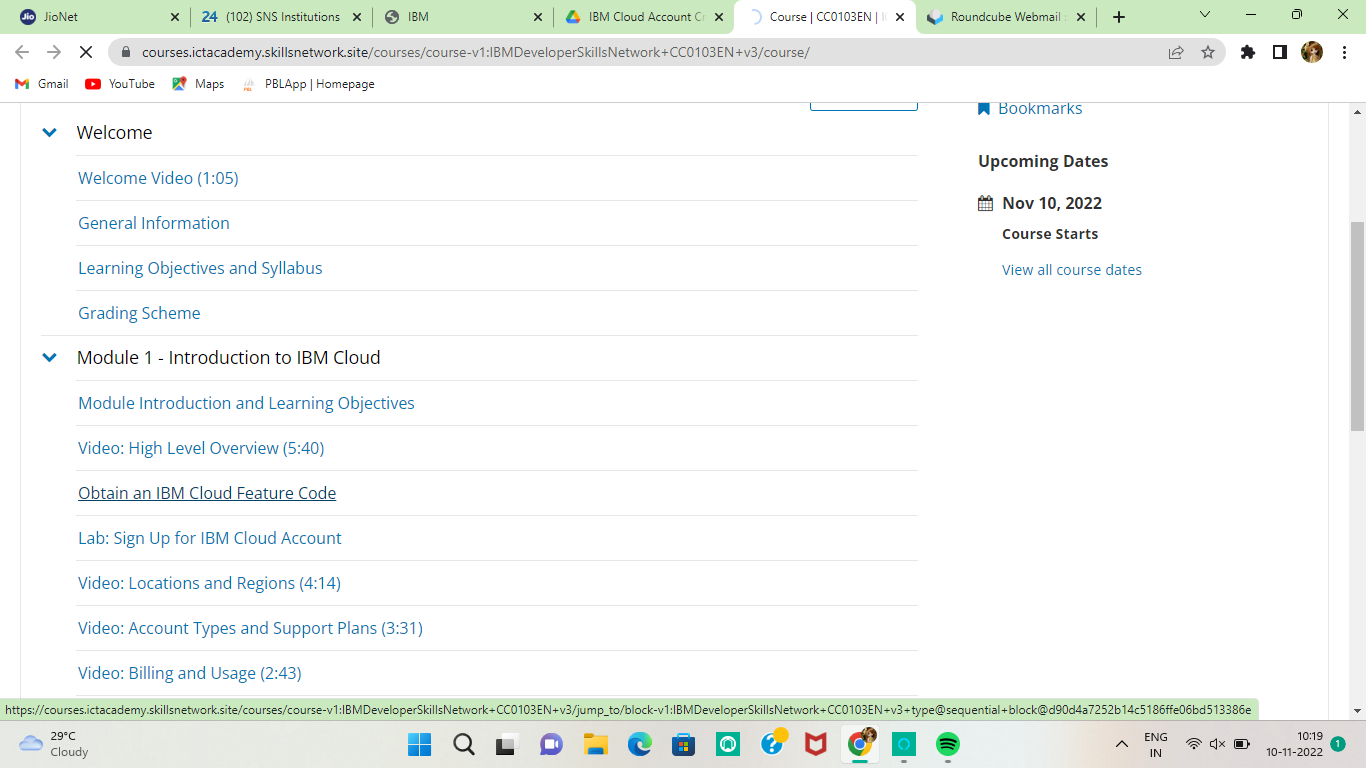 JioNet
24 (102) SNS Institutions
IBM
IBM Cloud Account Cr
Course | CC0103EN |
Roundcube Webmail
courses.ictacademy.skillsnetwork.site/courses/course-v1:IBMDeveloperSkillsNetwork+CC0103EN+v3/course/
Gmail
YouTube
Maps
PBLApp | Homepage
Bookmarks
Welcome
Welcome Video (1:05)
General Information
Learning Objectives and Syllabus
Grading Scheme
Upcoming Dates
Nov 10, 2022
Course Starts
View all course dates
Module 1 - Introduction to IBM Cloud
Module Introduction and Learning Objectives
Video: High Level Overview (5:40)
Obtain an IBM Cloud Feature Code
Lab: Sign Up for IBM Cloud Account
Video: Locations and Regions (4:14)
Video: Account Types and Support Plans (3:31)
Video: Billing and Usage (2:43)
https://courses.ictacademy.skillsnetwork.site/courses/course-v1:IBMDeveloperSkillsNetwork+CC0103EN+v3/jump_to/block-v1:IBMDeveloperSkillsNetwork+CC0103EN+v3+type@sequential+block@d90d4a7252b14c5186ffe06bd513386e
29°C
Cloudy
ENG
IN
10:19
10-11-2022
1